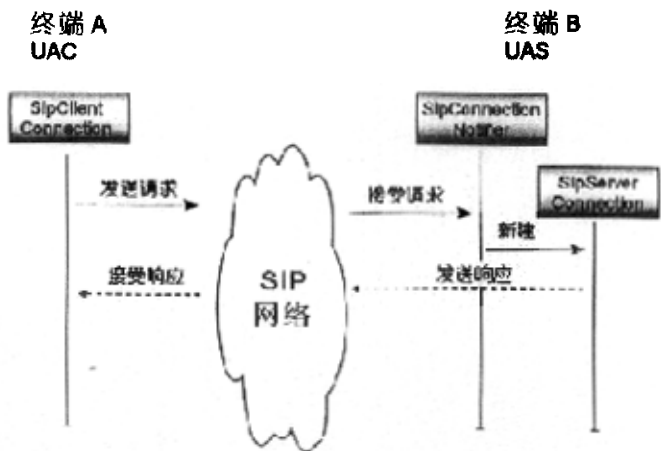 终端 A
UAC
终端 B
UAS
SipClient
Connection
SipConnection
Notifier
SipServer
Connection
发送请求
接受请求
新建
接受响应
发送响应
SIP
网络